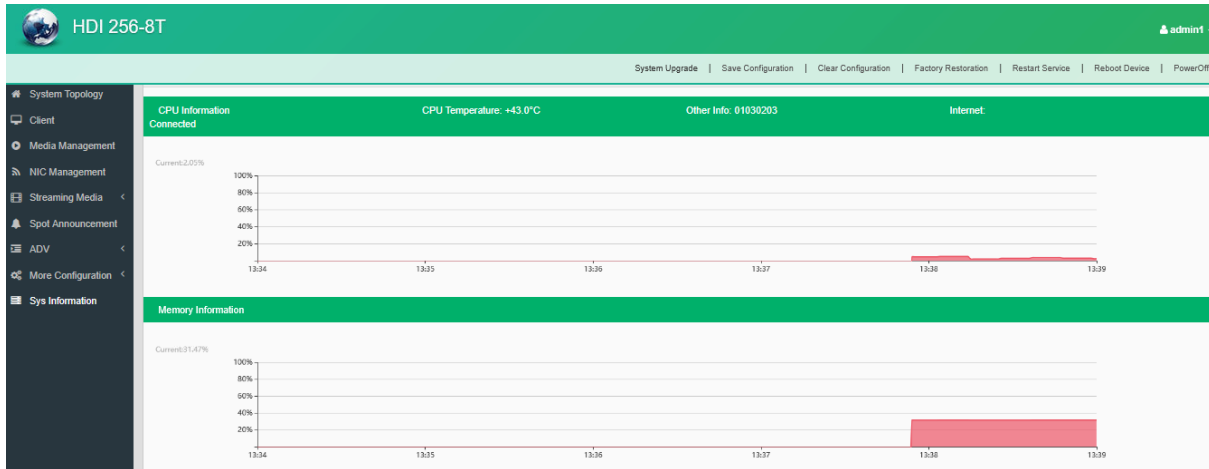 HDI 256-8T
admin1
System Upgrade | Save Configuration | Clear Configuration | Factory Restoration | Restart Service | Reboot Device | PowerOff
System Topology
Client
Media Management
NIC Management
Streaming Media
Spot Announcement
ADV
More Configuration
Sys Information
CPU Information CPU Temperature: +43.0°C Other Info: 01030203 Internet:
Connected
Current:2.05%
100%
80%
60%
40%
20%
13:34 13:35 13:36 13:37 13:38 13:39
Memory Information
Current:31.47%
100%
80%
60%
40%
20%
13:34 13:35 13:36 13:37 13:38 13:39